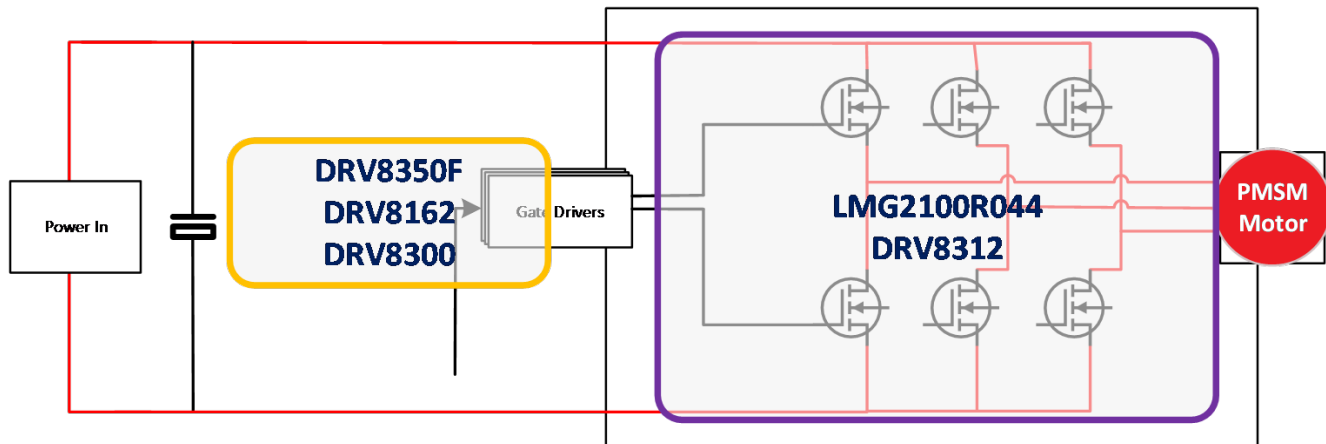 Power In
DRV8350F
DRV8162
DRV8300
Gate Drivers
LMG2100R044
DRV8312
PMSM
Motor